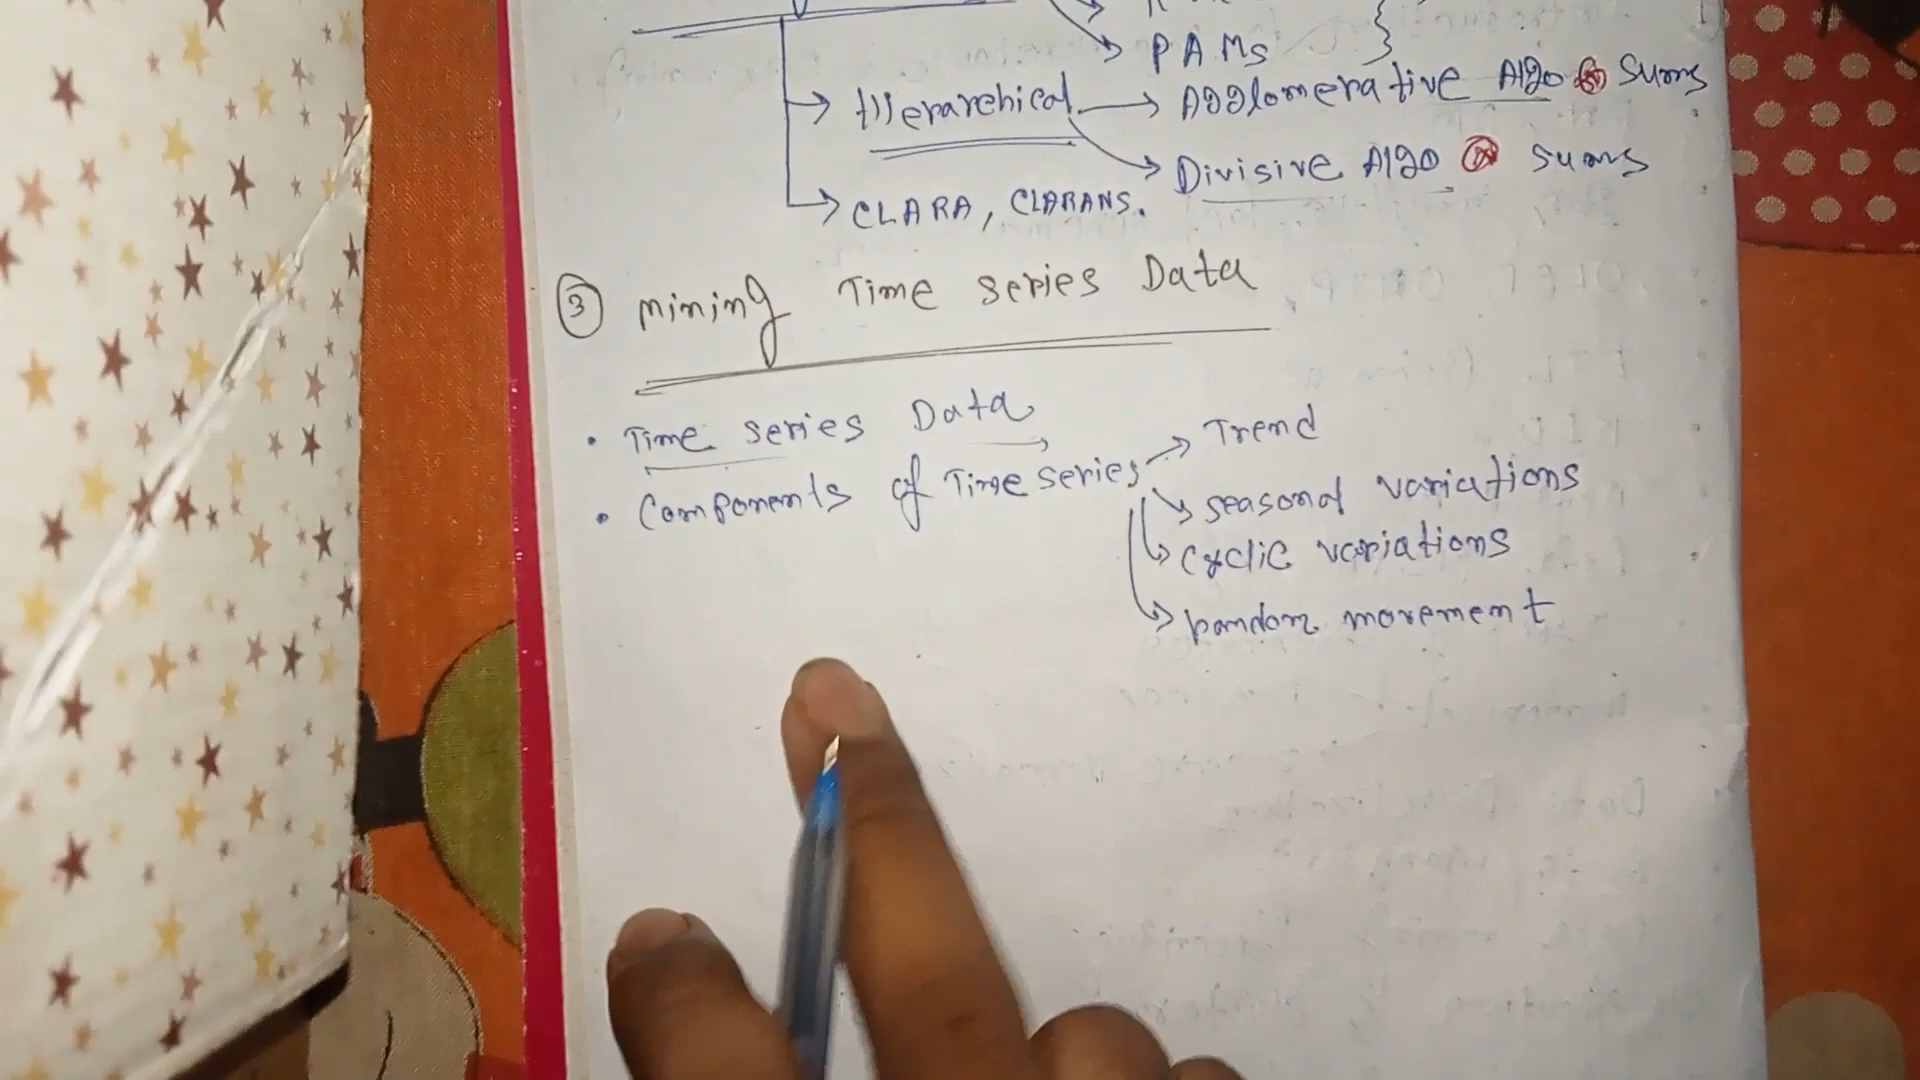 → PAMs
→ Hierarchical → Agglomerative Algo Sums
→ Divisive Algo Sums
→ CLARA, CLARANS.
③ mining Time series Data
• Time series Data
• Components of Time series → Trend
→ seasonal variations
→ cyclic variations
→ random movement